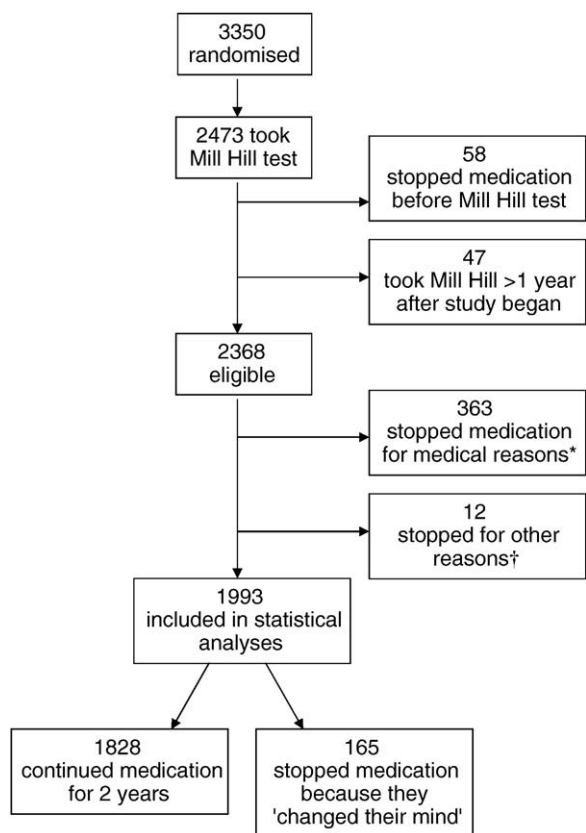 3350
randomised
2473 took
Mill Hill test
58
stopped medication
before Mill Hill test
47
took Mill Hill >1 year
after study began
2368
eligible
363
stopped medication
for medical reasons*
12
stopped for other
reasons†
1993
included in statistical
analyses
1828
continued medication
for 2 years
165
stopped medication
because they
'changed their mind'